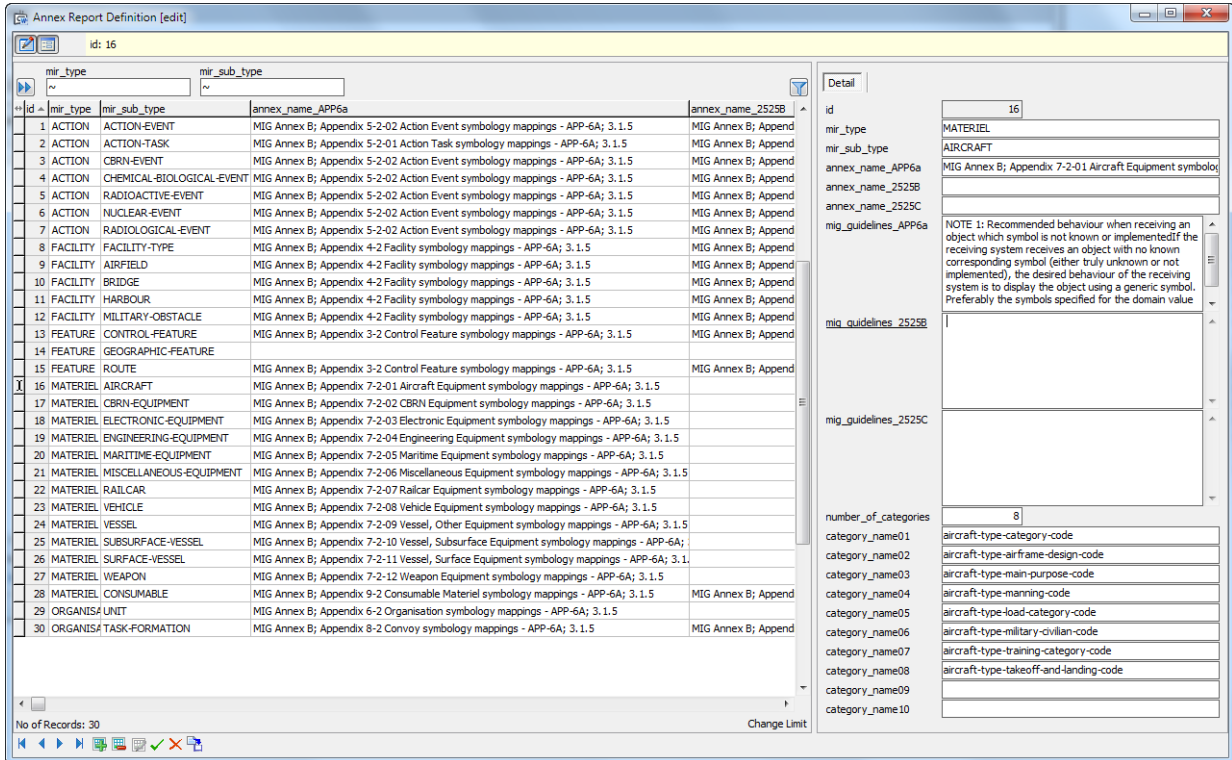 Annex Report Definition [edit]
id: 16
mir_type mir_sub_type
~ ~
id mir_type mir_sub_type annex_name_APP6a annex_name_2525B
1 ACTION ACTION-EVENT MIG Annex B; Appendix 5-2-02 Action Event symbology mappings - APP-6A; 3.1.5 MIG Annex B; Append
2 ACTION ACTION-TASK MIG Annex B; Appendix 5-2-01 Action Task symbology mappings - APP-6A; 3.1.5 MIG Annex B; Append
3 ACTION CBRN-EVENT MIG Annex B; Appendix 5-2-02 Action Event symbology mappings - APP-6A; 3.1.5 MIG Annex B; Append
4 ACTION CHEMICAL-BIOLOGICAL-EVENT MIG Annex B; Appendix 5-2-02 Action Event symbology mappings - APP-6A; 3.1.5 MIG Annex B; Append
5 ACTION RADIOACTIVE-EVENT MIG Annex B; Appendix 5-2-02 Action Event symbology mappings - APP-6A; 3.1.5 MIG Annex B; Append
6 ACTION NUCLEAR-EVENT MIG Annex B; Appendix 5-2-02 Action Event symbology mappings - APP-6A; 3.1.5 MIG Annex B; Append
7 ACTION RADIOLOGICAL-EVENT MIG Annex B; Appendix 5-2-02 Action Event symbology mappings - APP-6A; 3.1.5 MIG Annex B; Append
8 FACILITY FACILITY-TYPE MIG Annex B; Appendix 4-2 Facility symbology mappings - APP-6A; 3.1.5 MIG Annex B; Append
9 FACILITY AIRFIELD MIG Annex B; Appendix 4-2 Facility symbology mappings - APP-6A; 3.1.5 MIG Annex B; Append
10 FACILITY BRIDGE MIG Annex B; Appendix 4-2 Facility symbology mappings - APP-6A; 3.1.5 MIG Annex B; Append
11 FACILITY HARBOUR MIG Annex B; Appendix 4-2 Facility symbology mappings - APP-6A; 3.1.5 MIG Annex B; Append
12 FACILITY MILITARY-OBSTACLE MIG Annex B; Appendix 4-2 Facility symbology mappings - APP-6A; 3.1.5 MIG Annex B; Append
13 FEATURE CONTROL-FEATURE MIG Annex B; Appendix 3-2 Control Feature symbology mappings - APP-6A; 3.1.5 MIG Annex B; Append
14 FEATURE GEOGRAPHIC-FEATURE
15 FEATURE ROUTE MIG Annex B; Appendix 3-2 Control Feature symbology mappings - APP-6A; 3.1.5 MIG Annex B; Append
16 MATERIEL AIRCRAFT MIG Annex B; Appendix 7-2-01 Aircraft Equipment symbology mappings - APP-6A; 3.1.5
17 MATERIEL CBRN-EQUIPMENT MIG Annex B; Appendix 7-2-02 CBRN Equipment symbology mappings - APP-6A; 3.1.5
18 MATERIEL ELECTRONIC-EQUIPMENT MIG Annex B; Appendix 7-2-03 Electronic Equipment symbology mappings - APP-6A; 3.1.5
19 MATERIEL ENGINEERING-EQUIPMENT MIG Annex B; Appendix 7-2-04 Engineering Equipment symbology mappings - APP-6A; 3.1.5
20 MATERIEL MARITIME-EQUIPMENT MIG Annex B; Appendix 7-2-05 Maritime Equipment symbology mappings - APP-6A; 3.1.5
21 MATERIEL MISCELLANEOUS-EQUIPMENT MIG Annex B; Appendix 7-2-06 Miscellaneous Equipment symbology mappings - APP-6A; 3.1.5
22 MATERIEL RAILCAR MIG Annex B; Appendix 7-2-07 Railcar Equipment symbology mappings - APP-6A; 3.1.5
23 MATERIEL VEHICLE MIG Annex B; Appendix 7-2-08 Vehicle Equipment symbology mappings - APP-6A; 3.1.5
24 MATERIEL VESSEL MIG Annex B; Appendix 7-2-09 Vessel, Other Equipment symbology mappings - APP-6A; 3.1.5
25 MATERIEL SUBSURFACE-VESSEL MIG Annex B; Appendix 7-2-10 Vessel, Subsurface Equipment symbology mappings - APP-6A;
26 MATERIEL SURFACE-VESSEL MIG Annex B; Appendix 7-2-11 Vessel, Surface Equipment symbology mappings - APP-6A; 3.1.
27 MATERIEL WEAPON MIG Annex B; Appendix 7-2-12 Weapon Equipment symbology mappings - APP-6A; 3.1.5
28 MATERIEL CONSUMABLE MIG Annex B; Appendix 9-2 Consumable Materiel symbology mappings - APP-6A; 3.1.5 MIG Annex B; Append
29 ORGANISA UNIT MIG Annex B; Appendix 6-2 Organisation symbology mappings - APP-6A; 3.1.5
30 ORGANISA TASK-FORMATION MIG Annex B; Appendix 8-2 Convoy symbology mappings - APP-6A; 3.1.5 MIG Annex B; Append
No of Records: 30 Change Limit
Detail
id 16
mir_type MATERIEL
mir_sub_type AIRCRAFT
annex_name_APP6a MIG Annex B; Appendix 7-2-01 Aircraft Equipment symbolog
annex_name_2525B
annex_name_2525C
mig_guidelines_APP6a NOTE 1: Recommended behaviour when receiving an
object which symbol is not known or implementedIf the
receiving system receives an object with no known
corresponding symbol (either truly unknown or not
implemented), the desired behaviour of the receiving
system is to display the object using a generic symbol.
Preferably the symbols specified for the domain value
mig_guidelines_2525B
mig_guidelines_2525C
number_of_categories 8
category_name01 aircraft-type-category-code
category_name02 aircraft-type-airframe-design-code
category_name03 aircraft-type-main-purpose-code
category_name04 aircraft-type-manning-code
category_name05 aircraft-type-load-category-code
category_name06 aircraft-type-military-civilian-code
category_name07 aircraft-type-training-category-code
category_name08 aircraft-type-takeoff-and-landing-code
category_name09
category_name10